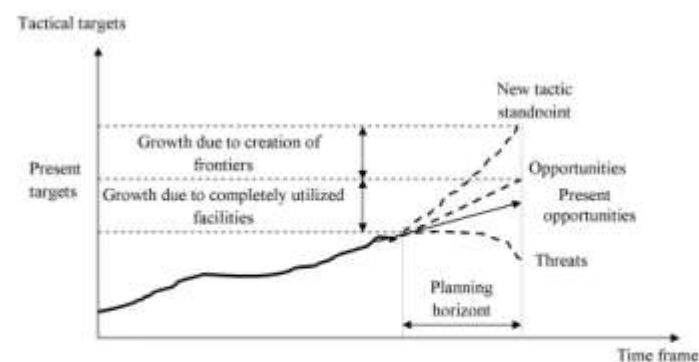 Tactical targets
New tactic
standpoint
Growth due to creation of
frontiers
Present
targets
Opportunities
Growth due to completely utilized
facilities
Present
opportunities
Threats
Planning
horizont
Time frame